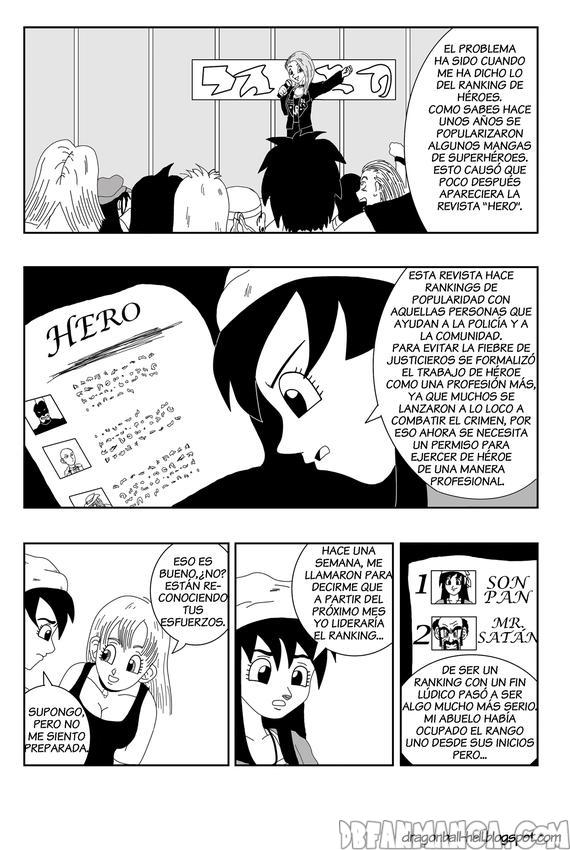 EL PROBLEMA
HA SIDO CUANDO
ME HA DICHO LO
DEL RANKING DE
HÉROES.
COMO SABES HACE
UNOS AÑOS SE
POPULARIZARON
ALGUNOS MANGAS
DE SUPERHÉROES.
ESTO CAUSÓ QUE
POCO DESPUÉS
APARECIERA LA
REVISTA "HERO".
HERO
ESTA REVISTA HACE
RANKINGS DE
POPULARIDAD CON
AQUELLAS PERSONAS QUE
AYUDAN A LA POLICÍA Y A
LA COMUNIDAD.
PARA EVITAR LA FIEBRE DE
JUSTICIEROS SE FORMALIZÓ
EL TRABAJO DE HÉROE
COMO UNA PROFESIÓN MÁS,
YA QUE MUCHOS SE
LANZARON A LO LOCO A
COMBATIR EL CRIMEN, POR
ESO AHORA SE NECESITA
UN PERMISO PARA
EJERCER DE HÉROE
DE UNA MANERA
PROFESIONAL.
ESO ES
BUENO,¿NO?
ESTÁN RE-
CONOCIENDO
TUS
ESFUERZOS.
SUPONGO,
PERO NO
ME SIENTO
PREPARADA.
HACE UNA
SEMANA, ME
LLAMARON PARA
DECIRME QUE
A PARTIR DEL
PRÓXIMO MES
YO LIDERARÍA
EL RANKING...
1 SON
PAN
2 MR.
SATÁN
DE SER UN
RANKING CON UN FIN
LÚDICO PASÓ A SER
ALGO MUCHO MÁS SERIO.
MI ABUELO HABÍA
OCUPADO EL RANGO
UNO DESDE SUS INICIOS
PERO...
dragonball-hell.blogspot.com
DBFANMANGA.COM